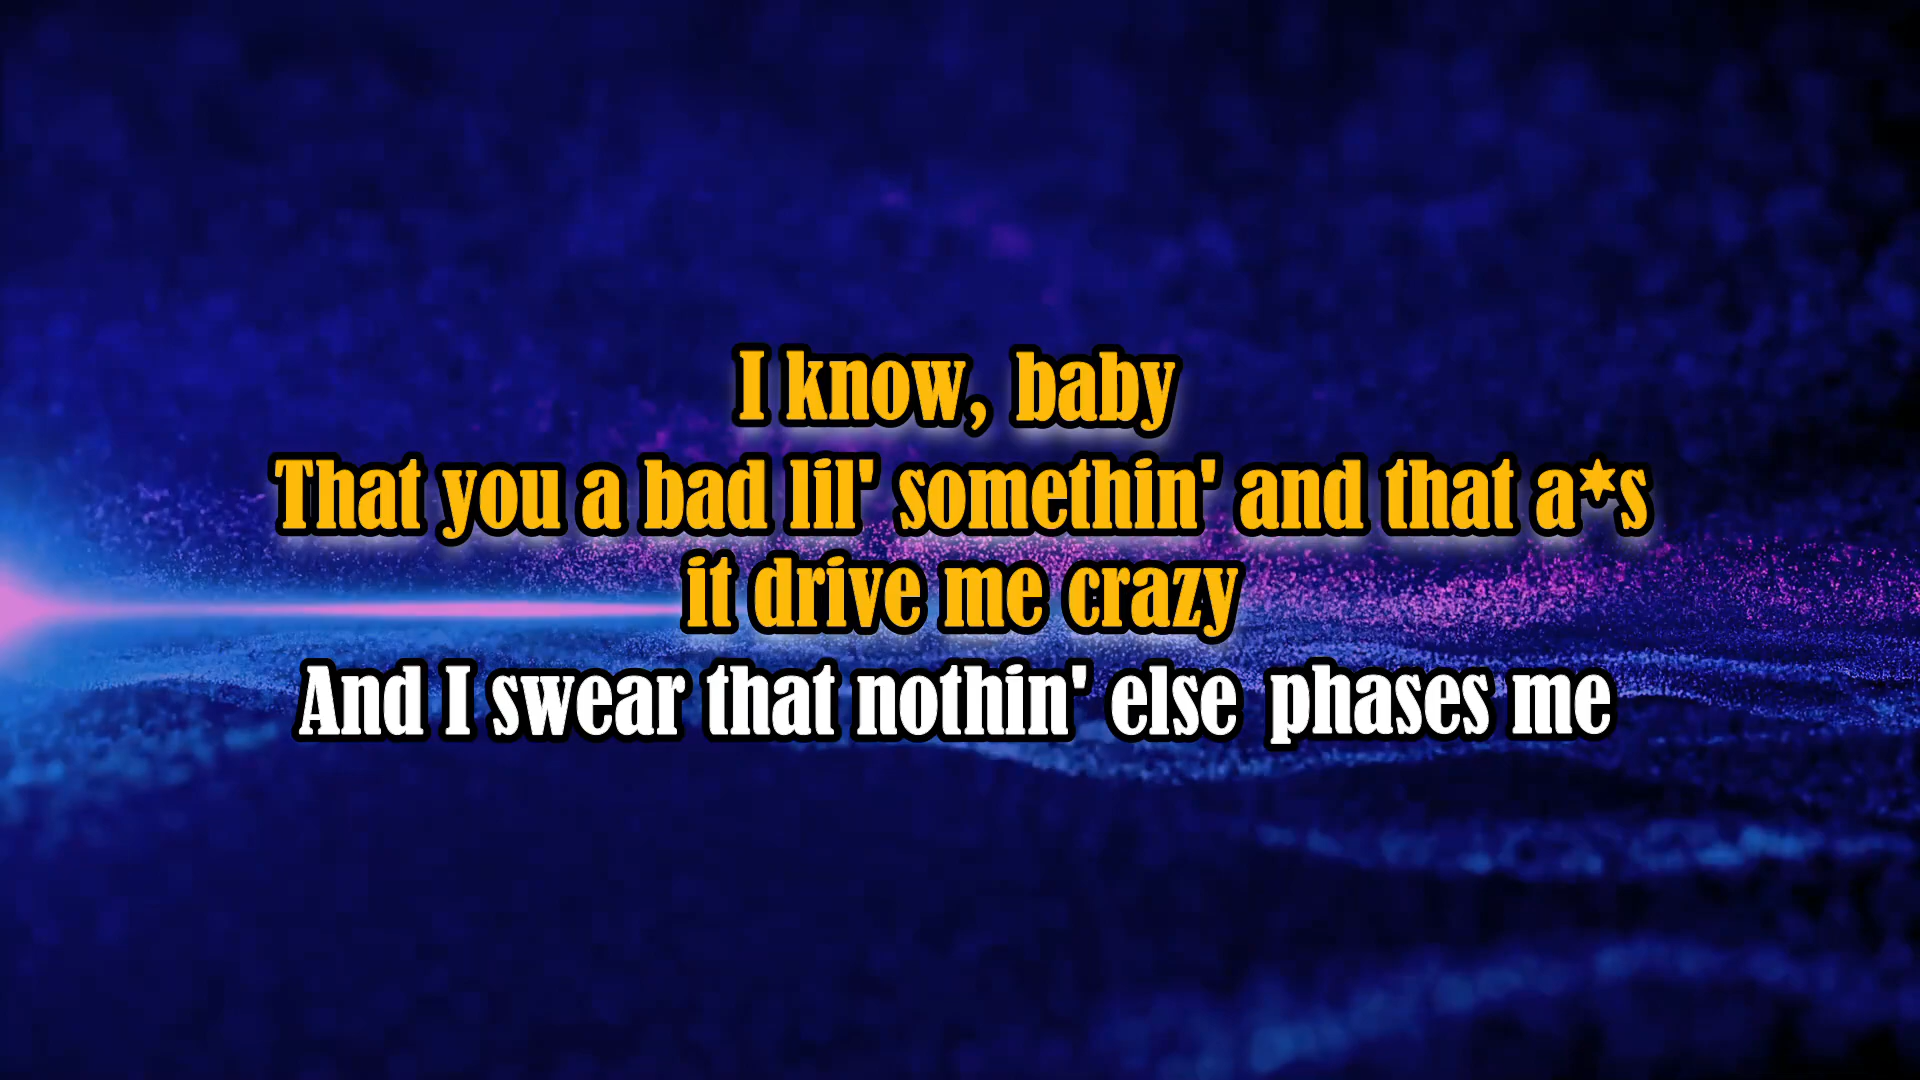 I know, baby
That you a bad lil' somethin' and that a*s
it drive me crazy
And I swear that nothin' else phases me